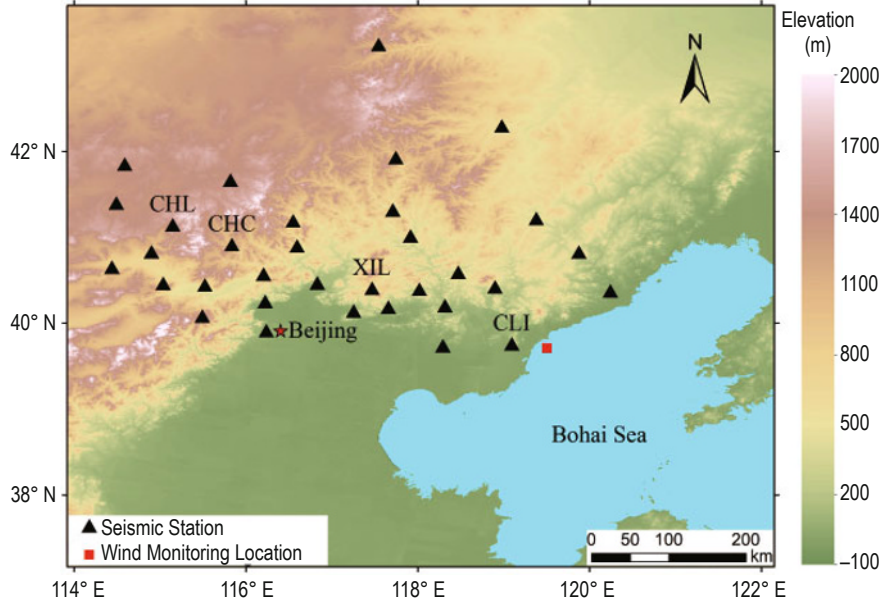 Elevation
(m)
N
2000
1700
1400
1100
800
500
200
−100
42° N
40° N
38° N
CHL
CHC
XIL
CLI
Beijing
Bohai Sea
Seismic Station
Wind Monitoring Location
0 50 100 200
km
114° E 116° E 118° E 120° E 122° E